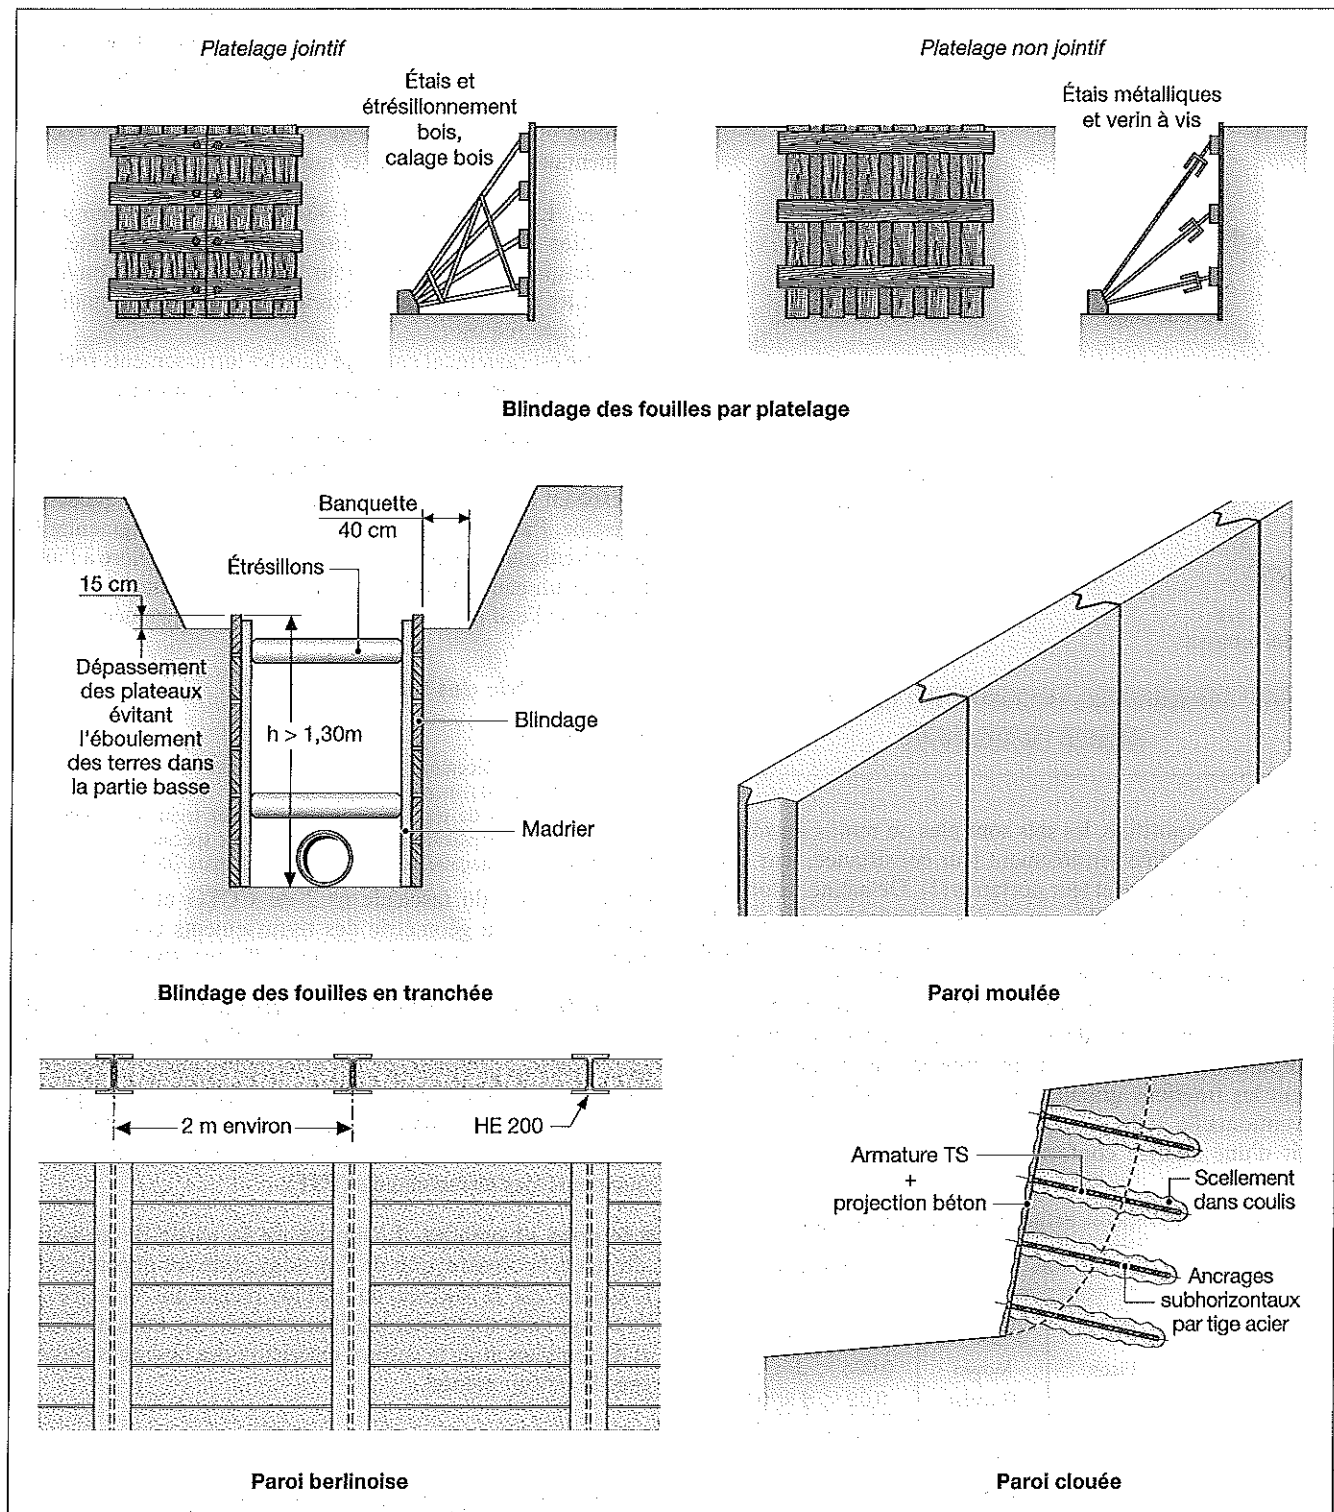 Platelage jointif
Platelage non jointif
Étais et
étrésillonnement
bois,
calage bois
Étais métalliques
et verin à vis
Blindage des fouilles par platelage
Banquette
40 cm
Étrésillons
15 cm
Dépassement
des plateaux
évitant
l'éboulement
des terres dans
la partie basse
h > 1,30m
Blindage
Madrier
Blindage des fouilles en tranchée
Paroi moulée
2 m environ
HE 200
Armature TS
+
projection béton
Scellement
dans coulis
Ancrages
subhorizontaux
par tige acier
Paroi berlinoise
Paroi clouée